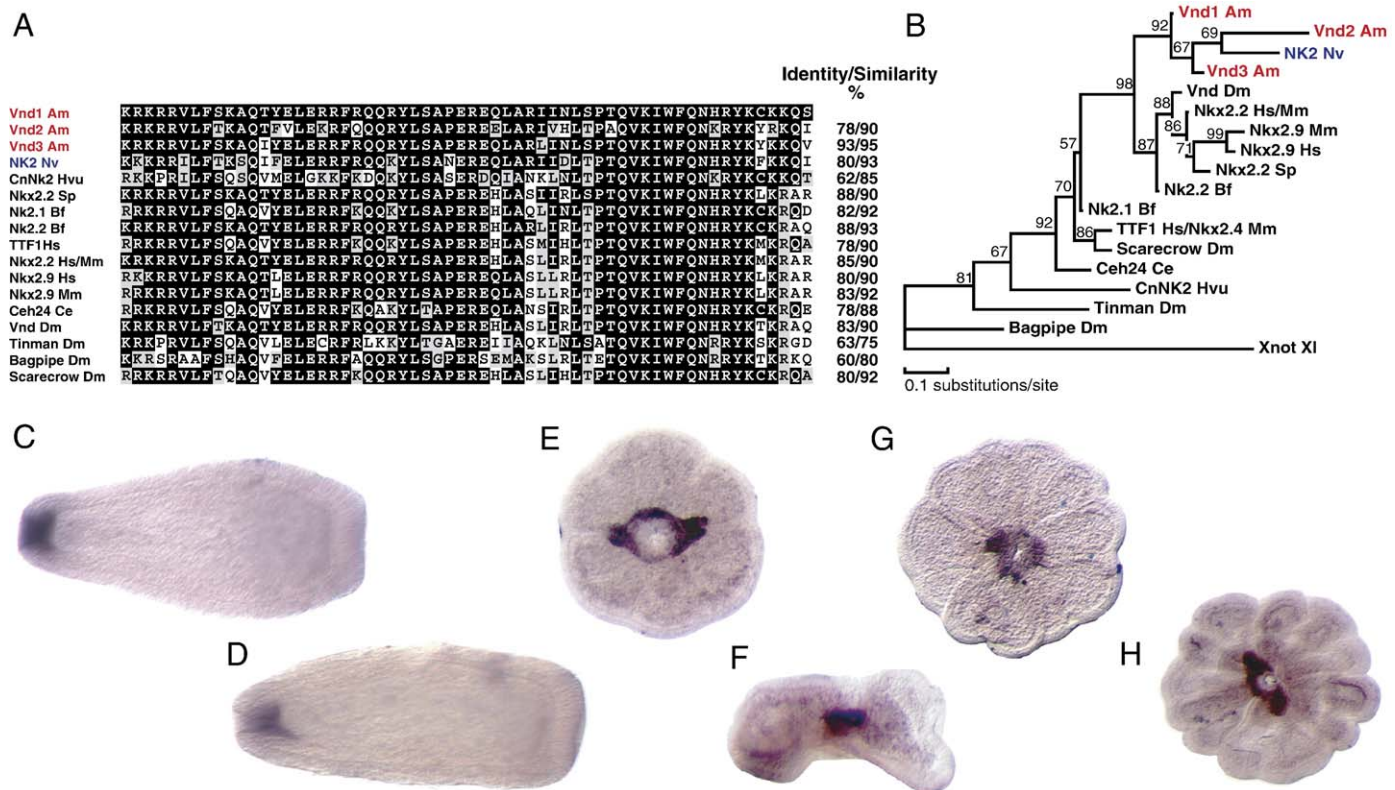 A
Identity/Similarity
%
Vnd1 Am KRKRRVLFSKAQTYELERRFRQQRYLSAPEREQLARIINLSPTQVKIWFQNHRYKCKKQS
Vnd2 Am KRKRRVLFTKAQTFVLEKRFQQQRYLSAPEREELARIVHLTPAQVKIWFQNKRYKYRKQI 78/90
Vnd3 Am KRKRRVLFSKAQIFELERRFRQQRYLSAPEREQLARLINLSPTQVKIWFQNHRYKYKKQV 93/95
NK2 Nv KKKRRILFTKSQIFELERRFRQQKYLSANEREQLARIIDLTPTQVKIWFQNHRYKFKKQI 80/93
CnNk2 Hvu RKKPRILFSQSQVMELGKKFKDQKYLSASERDQIANKLNLSPTQVKIWFQNHRYKCKKQT 62/85
Nkx2.2 Sp KRKRRVLFSKAQTYELERRFRQQRYLSAPEREHLASIIRLSPTQVKIWFQNHRYKLKRAR 88/90
Nk2.1 Bf RRKRRVLFSQAQVYELERRFKQQKYLSAPEREHLAQLINLTPTQVKIWFQNHRYKCKRQD 82/92
Nk2.2 Bf KRKRRVLFSKAQTYELERRFRQQRYLSAPEREHLARLIRLTPTQVKIWFQNHRYKCKRAQ 88/93
TTF1Hs RRKRRVLFSQAQVYELERRFKQQKYLSAPEREHLASMIHLTPTQVKIWFQNHRYKMKRQA 78/90
Nkx2.2 Hs/Mm KRKRRVLFSKAQTYELERRFRQQRYLSAPEREHLASLIRLTPTQVKIWFQNHRYKMKRAR 85/90
Nkx2.9 Hs RKKRRVLFSKAQTLELERRFRQQRYLSAPEREQLASLLRLTPTQVKIWFQNHRYKLKRAR 80/90
Nkx2.9 Mm RRKRRVLFSKAQTLELERRFRQQRYLSAPEREQLASLLRLTPTQVKIWFQNHRYKLKRAR 83/92
Ceh24 Ce RRKRRVLFSQAQVYELERRFKQAKYLTAPEREQLANSIRLTPTQVKIWFQNHRYKCKRQE 78/88
Vnd Dm KRKRRVLFTKAQTYELERRFRQQRYLSAPEREHLASLIRLTPTQVKIWFQNHRYKTKRAQ 83/90
Tinman Dm RRKPRVLFSQAQVLELECRFRLKKYLTGAEREIIAQKLNLSATQVKIWFQNRRYKSKRGD 63/75
Bagpipe Dm KKRSRAAFSHAQVFELERRFAQQRYLSGPERSEMAKSLRLTETQVKIWFQNRRYKTKRKQ 60/80
Scarecrow Dm RRKRRVLFTQAQVYELERRFKQQRYLSAPEREHLASLIHLTPTQVKIWFQNHRYKCKRQA 80/92
B
Vnd1 Am
92
69
Vnd2 Am
67
NK2 Nv
Vnd3 Am
98
Vnd Dm
88
Nkx2.2 Hs/Mm
86
99
Nkx2.9 Mm
57
87
71
Nkx2.9 Hs
Nkx2.2 Sp
Nk2.2 Bf
70
Nk2.1 Bf
92
86
TTF1 Hs/Nkx2.4 Mm
Scarecrow Dm
67
Ceh24 Ce
81
CnNK2 Hvu
Tinman Dm
Bagpipe Dm
Xnot Xl
0.1 substitutions/site
C
E
G
D
F
H